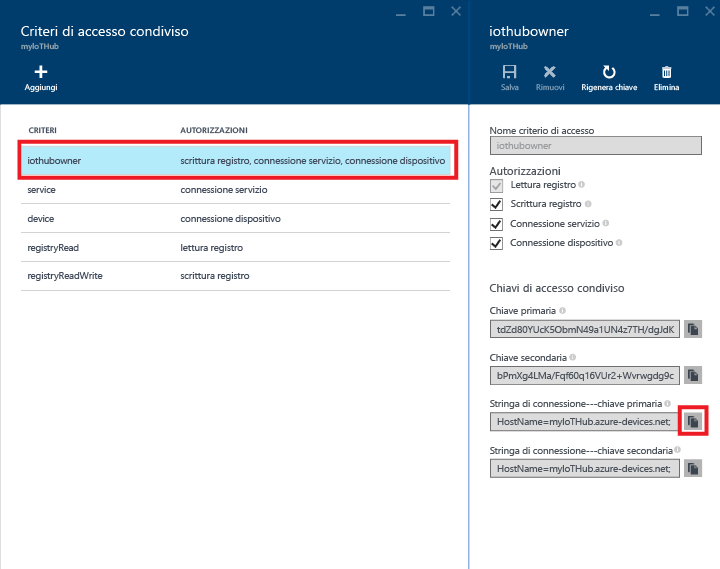 Criteri di accesso condiviso
myIoTHub
Aggiungi
CRITERI AUTORIZZAZIONI
iothubowner scrittura registro, connessione servizio, connessione dispositivo
service connessione servizio
device connessione dispositivo
registryRead lettura registro
registryReadWrite scrittura registro
iothubowner
myIoTHub
Salva Rimuovi Rigenera chiave Elimina
Nome criterio di accesso
iothubowner
Autorizzazioni
Lettura registro
Scrittura registro
Connessione servizio
Connessione dispositivo
Chiavi di accesso condiviso
Chiave primaria
tdZd80YUcK5ObmN49a1UN4z7TH/dgJdK
Chiave secondaria
bPmXg4LMa/Fqf60q16VUr2+Wvrwgdg9c
Stringa di connessione---chiave primaria
HostName=myIoTHub.azure-devices.net;
Stringa di connessione---chiave secondaria
HostName=myIoTHub.azure-devices.net;